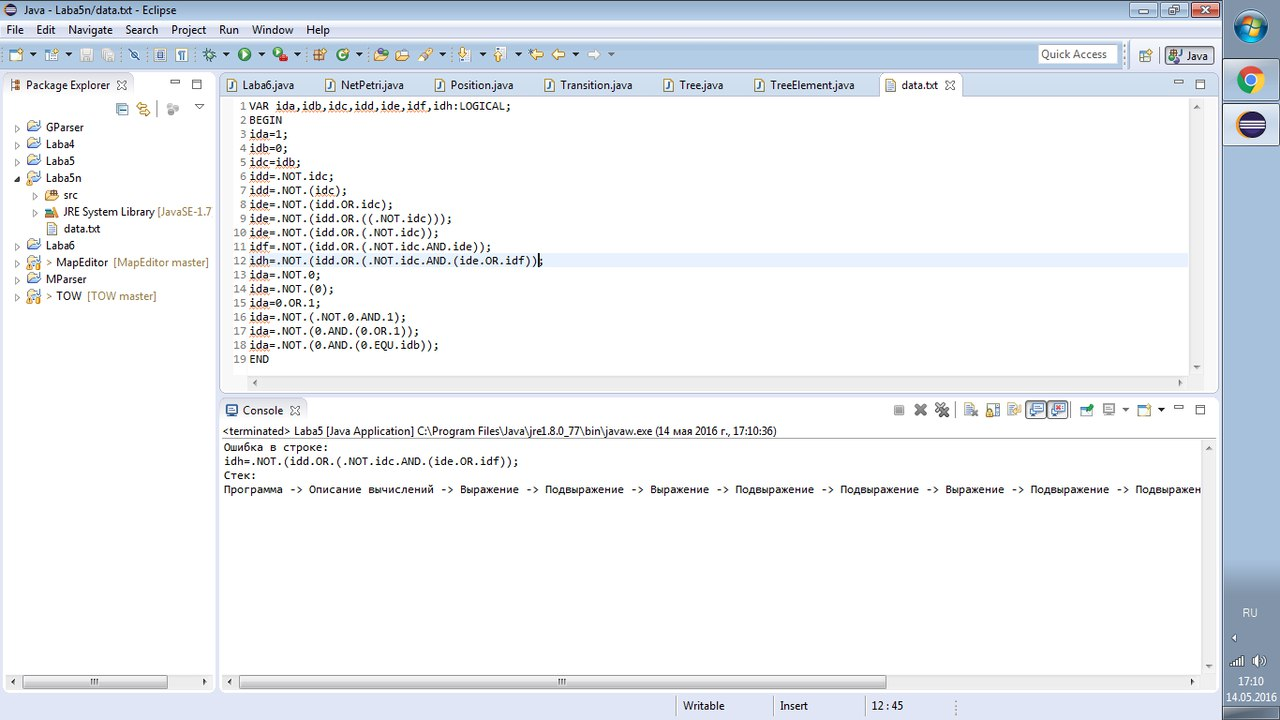 Java - Laba5n/data.txt - Eclipse
File Edit Navigate Search Project Run Window Help
Quick Access
Java
Package Explorer
GParser
Laba4
Laba5
Laba5n
src
JRE System Library [JavaSE-1.7
data.txt
Laba6
> MapEditor [MapEditor master]
MParser
> TOW [TOW master]
Laba6.java NetPetri.java Position.java Transition.java Tree.java TreeElement.java data.txt
1 VAR ida,idb,idc,idd,ide,idf,idh:LOGICAL;
2 BEGIN
3 ida=1;
4 idb=0;
5 idc=idb;
6 idd=.NOT.idc;
7 idd=.NOT.(idc);
8 ide=.NOT.(idd.OR.idc);
9 ide=.NOT.(idd.OR.((.NOT.idc)));
10 ide=.NOT.(idd.OR.(.NOT.idc));
11 idf=.NOT.(idd.OR.(.NOT.idc.AND.ide));
12 idh=.NOT.(idd.OR.(.NOT.idc.AND.(ide.OR.idf));
13 ida=.NOT.0;
14 ida=.NOT.(0);
15 ida=0.OR.1;
16 ida=.NOT.(.NOT.0.AND.1);
17 ida=.NOT.(0.AND.(0.OR.1));
18 ida=.NOT.(0.AND.(0.EQU.idb));
19 END
Console
<terminated> Laba5 [Java Application] C:\Program Files\Java\jre1.8.0_77\bin\javaw.exe (14 мая 2016 г., 17:10:36)
Ошибка в строке:
idh=.NOT.(idd.OR.(.NOT.idc.AND.(ide.OR.idf));
Стек:
Программа -> Описание вычислений -> Выражение -> Подвыражение -> Выражение -> Подвыражение -> Подвыражение -> Выражение -> Подвыражение -> Подвыражен
Writable Insert 12 : 45
RU
17:10
14.05.2016